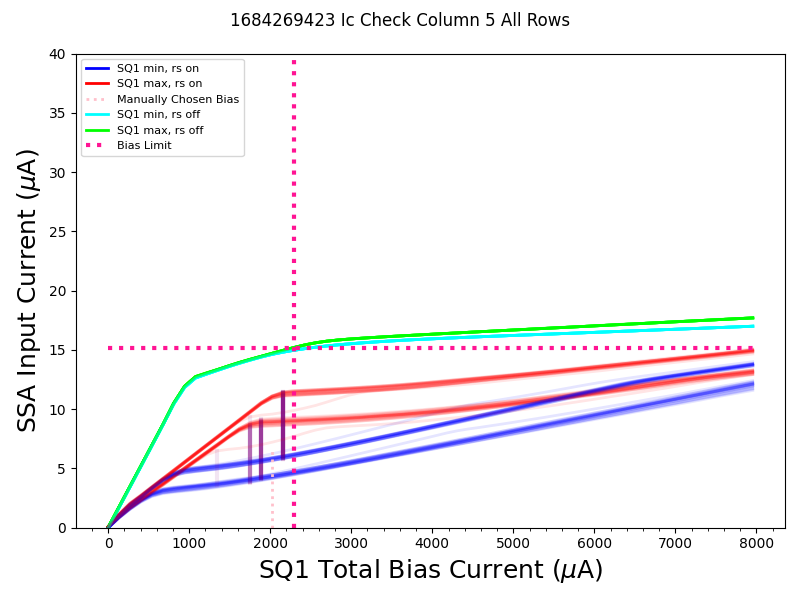 1684269423 Ic Check Column 5 All Rows
40
35
30
25
20
15
10
5
0
SSA Input Current (μA)
SQ1 min, rs on
SQ1 max, rs on
Manually Chosen Bias
SQ1 min, rs off
SQ1 max, rs off
Bias Limit
0 1000 2000 3000 4000 5000 6000 7000 8000
SQ1 Total Bias Current (μA)